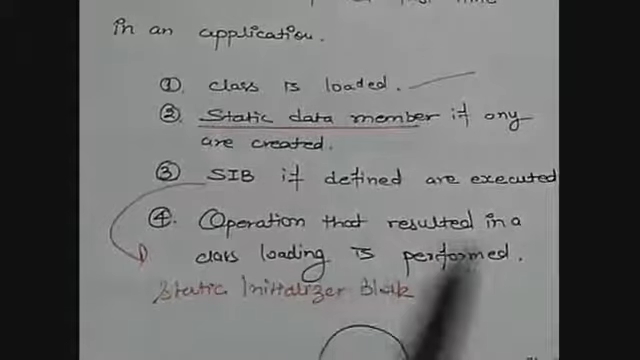 in an application.
① class is loaded.
②. Static data member if any
are created.
③ SIB if defined are executed
④. Operation that resulted in a
class loading is performed.
Static Initializer Block